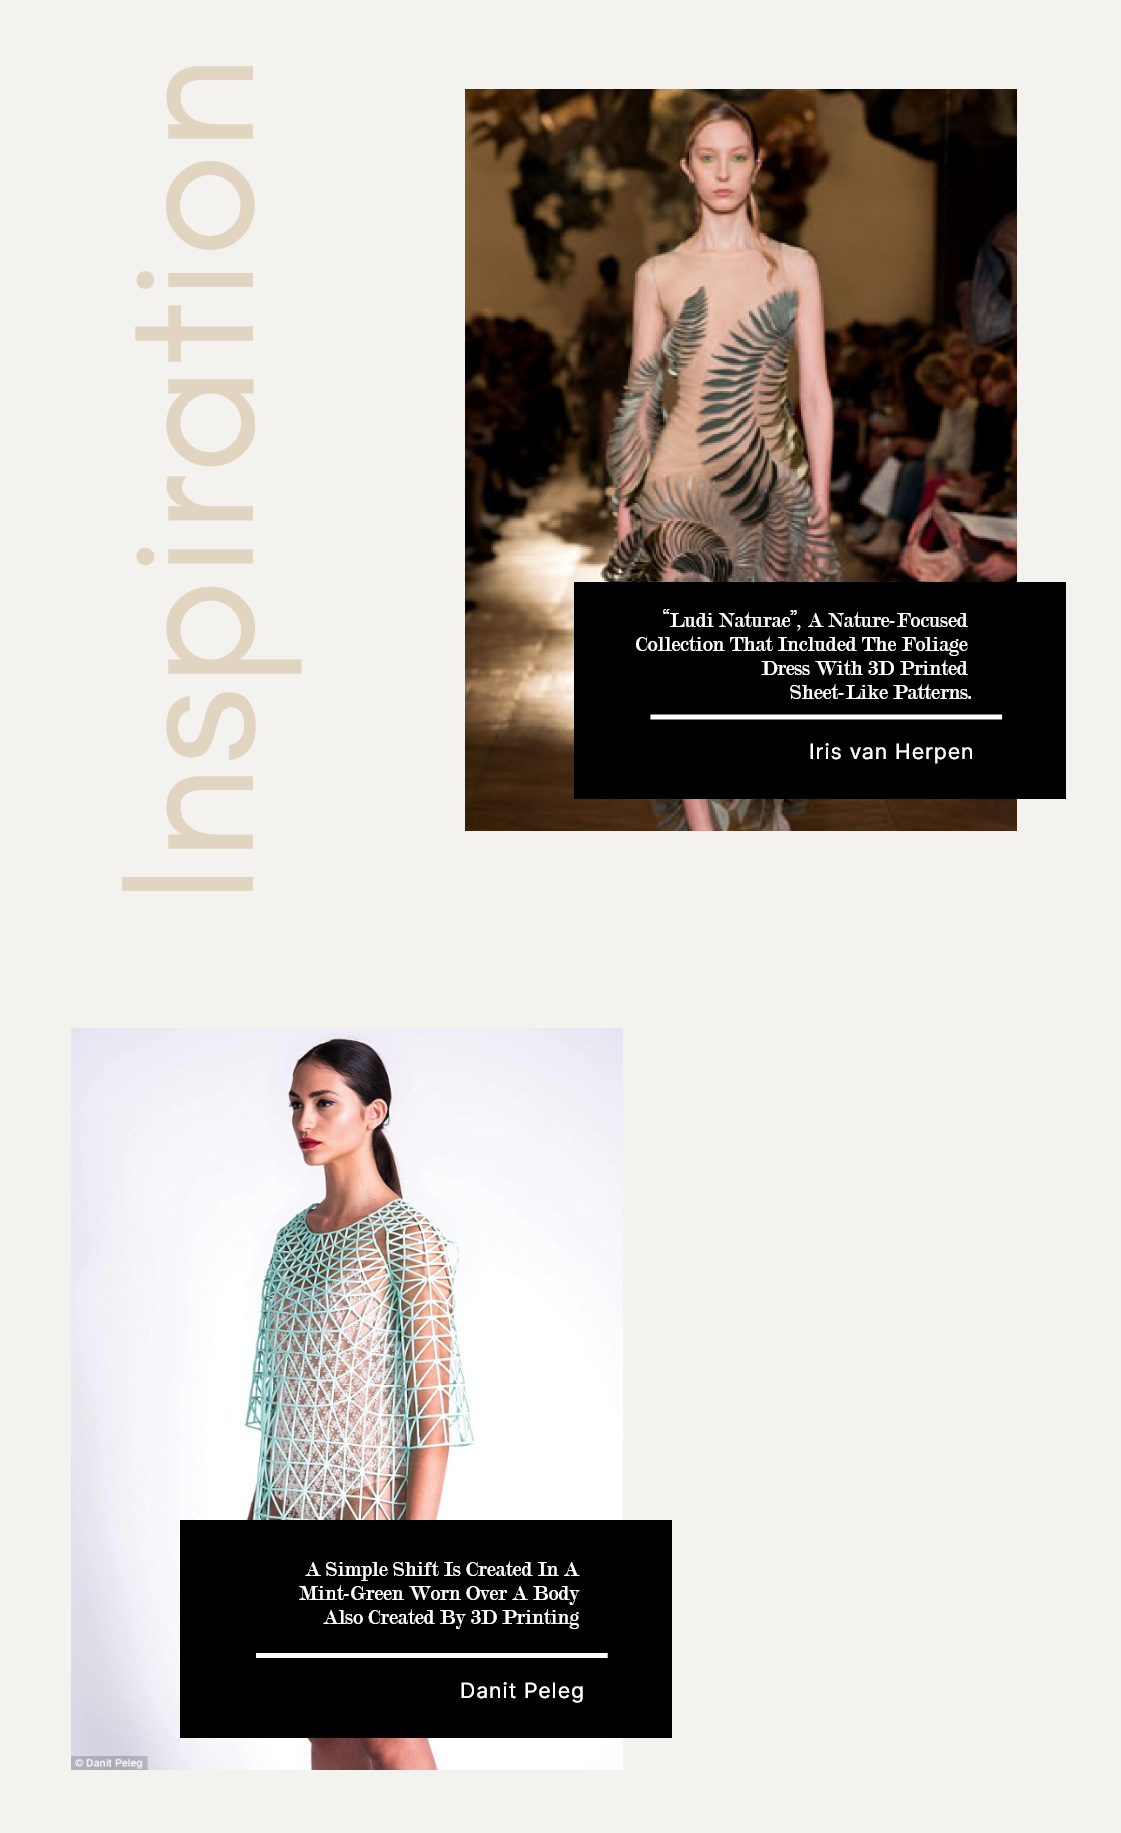 Inspiration
“Ludi Naturae”, A Nature-Focused
Collection That Included The Foliage
Dress With 3D Printed
Sheet-Like Patterns.
Iris van Herpen
A Simple Shift Is Created In A
Mint-Green Worn Over A Body
Also Created By 3D Printing
Danit Peleg
© Danit Peleg